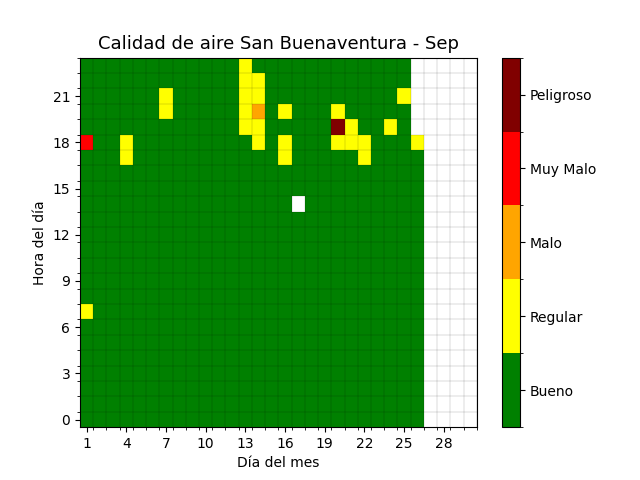 Calidad de aire San Buenaventura - Sep
21
18
15
12
9
6
3
0
Hora del día
1 4 7 10 13 16 19 22 25 28
Día del mes
Peligroso
Muy Malo
Malo
Regular
Bueno